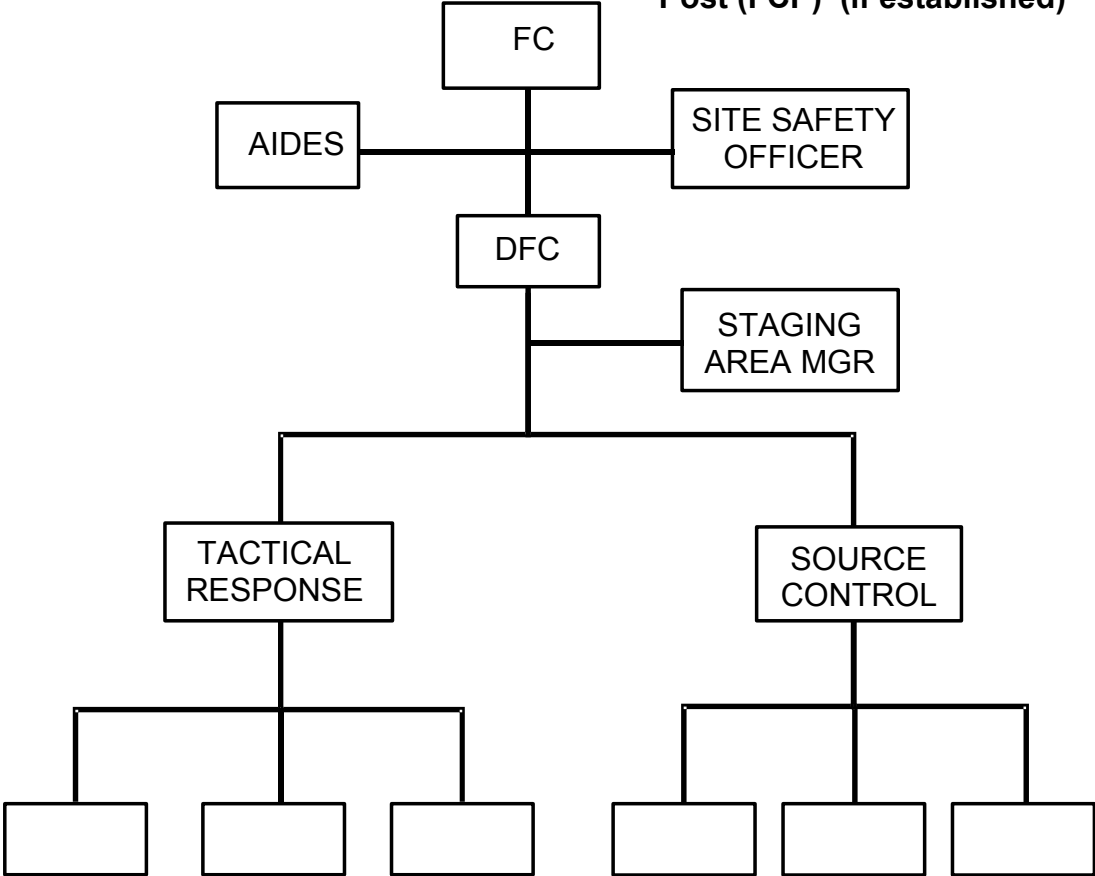 Post (FCP) (if established)
FC
AIDES
SITE SAFETY
OFFICER
DFC
STAGING
AREA MGR
TACTICAL
RESPONSE
SOURCE
CONTROL